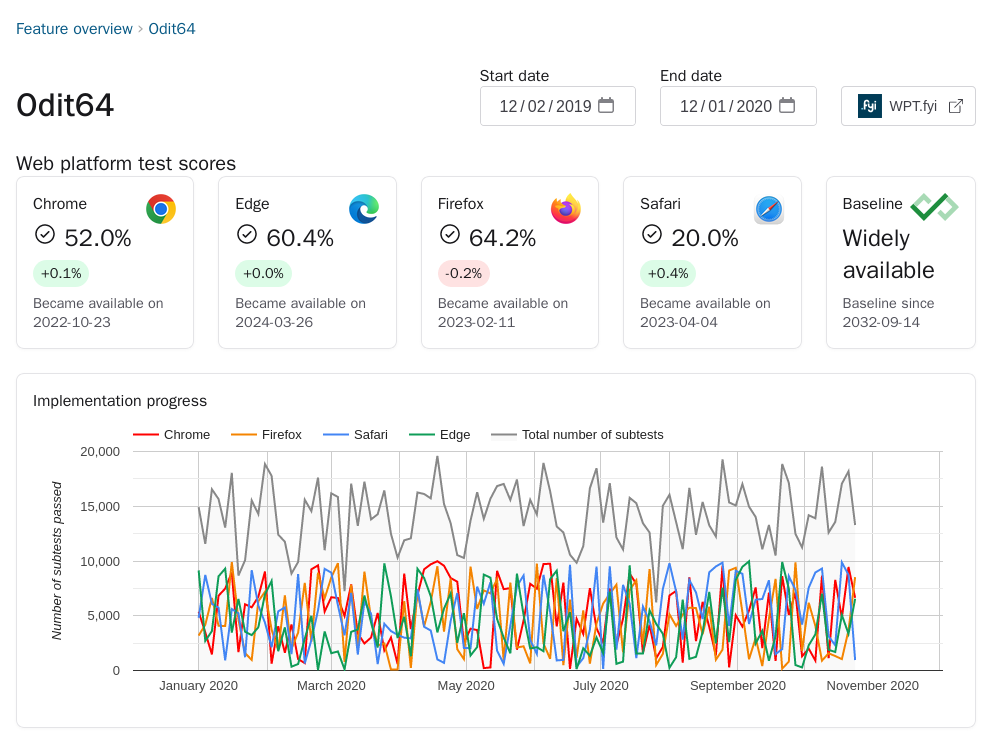 Feature overview › Odit64
Start date
End date
Odit64
12/02/2019
12/01/2020
.fyi WPT.fyi
Web platform test scores
Chrome
52.0%
+0.1%
Became available on
2022-10-23
Edge
60.4%
+0.0%
Became available on
2024-03-26
Firefox
64.2%
-0.2%
Became available on
2023-02-11
Safari
20.0%
+0.4%
Became available on
2023-04-04
Baseline
Widely
available
Baseline since
2032-09-14
Implementation progress
Chrome Firefox Safari Edge Total number of subtests
Number of subtests passed
20,000
15,000
10,000
5,000
0
January 2020 March 2020 May 2020 July 2020 September 2020 November 2020